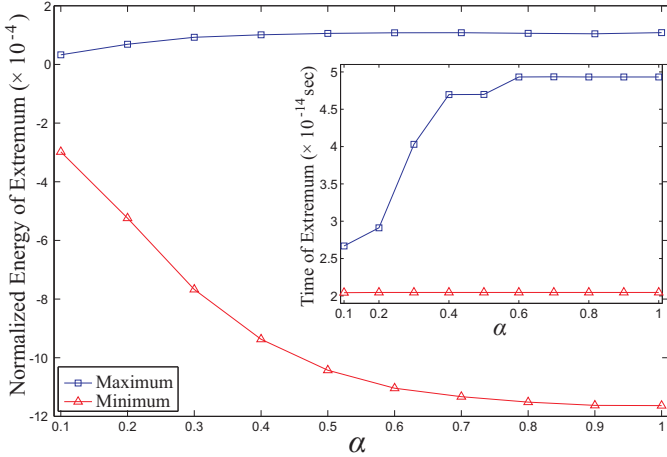 Normalized Energy of Extremum (× 10⁻⁴)
2
0
-2
-4
-6
-8
-10
-12
0.1 0.2 0.3 0.4 0.5 0.6 0.7 0.8 0.9 1
α
Maximum
Minimum
Time of Extremum (× 10⁻¹⁴ sec)
5
4.5
4
3.5
3
2.5
2
0.1 0.2 0.4 0.6 0.8 1
α